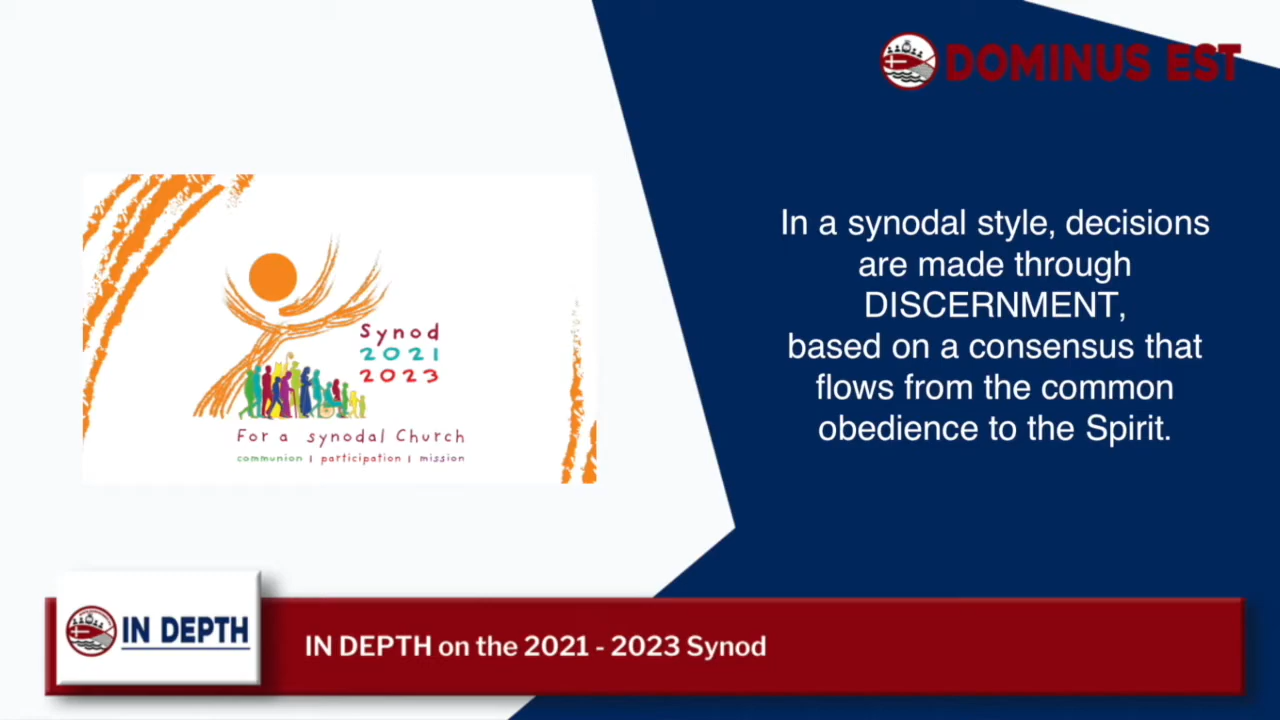 DOMINUS EST
In a synodal style, decisions
are made through
DISCERNMENT,
based on a consensus that
flows from the common
obedience to the Spirit.
Synod
2021
2023
For a synodal Church
communion | participation | mission
IN DEPTH
IN DEPTH on the 2021 - 2023 Synod